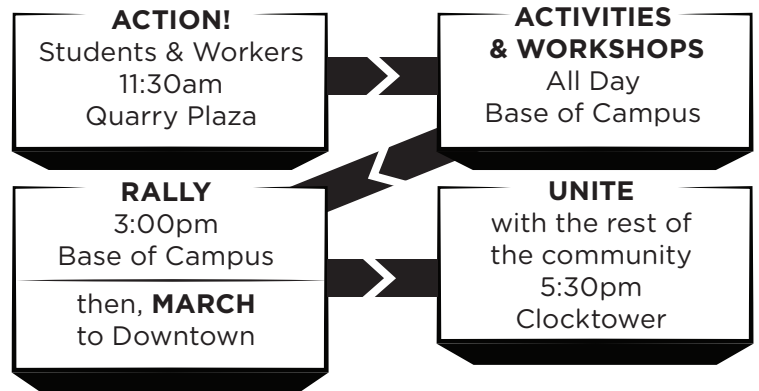 ACTION!
Students & Workers
11:30am
Quarry Plaza
ACTIVITIES
& WORKSHOPS
All Day
Base of Campus
RALLY
3:00pm
Base of Campus
then, MARCH
to Downtown
UNITE
with the rest of
the community
5:30pm
Clocktower